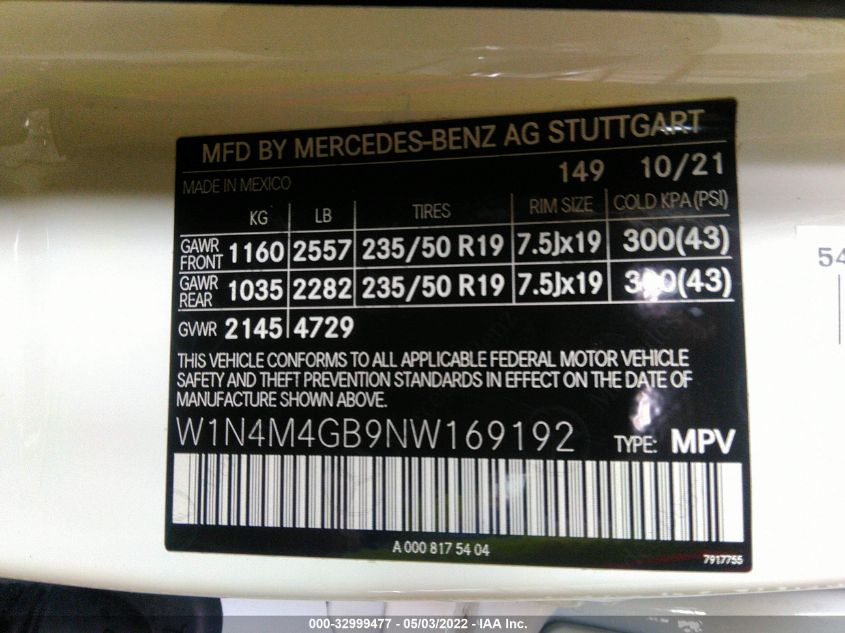 MFD BY MERCEDES-BENZ AG STUTTGART
MADE IN MEXICO 149 10/21
KG LB TIRES RIM SIZE COLD KPA (PSI)
GAWR FRONT 1160 2557 235/50 R19 7.5Jx19 300(43)
GAWR REAR 1035 2282 235/50 R19 7.5Jx19 300(43)
GVWR 2145 4729
THIS VEHICLE CONFORMS TO ALL APPLICABLE FEDERAL MOTOR VEHICLE
SAFETY AND THEFT PREVENTION STANDARDS IN EFFECT ON THE DATE OF
MANUFACTURE SHOWN ABOVE.
W1N4M4GB9NW169192 TYPE: MPV
A 000 817 54 04
7917755
54
000-32999477 - 05/03/2022 - IAA Inc.